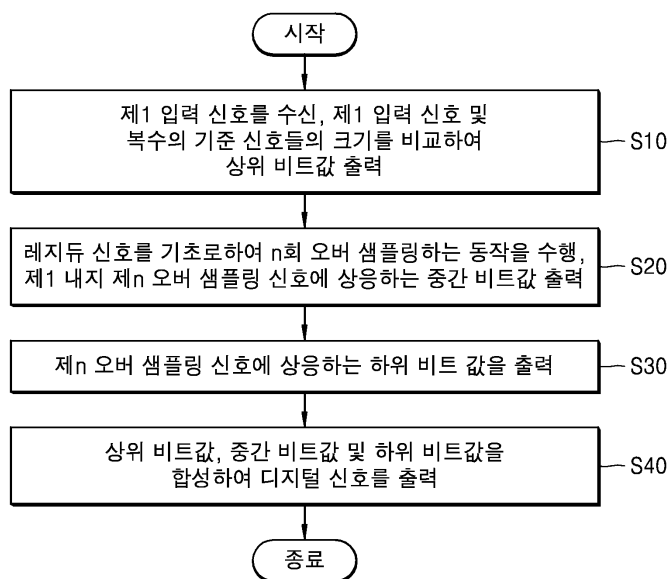 시작
제1 입력 신호를 수신, 제1 입력 신호 및
복수의 기준 신호들의 크기를 비교하여
상위 비트값 출력
S10
레지듀 신호를 기초로하여 n회 오버 샘플링하는 동작을 수행,
제1 내지 제n 오버 샘플링 신호에 상응하는 중간 비트값 출력
S20
제n 오버 샘플링 신호에 상응하는 하위 비트 값을 출력
S30
상위 비트값, 중간 비트값 및 하위 비트값을
합성하여 디지털 신호를 출력
S40
종료